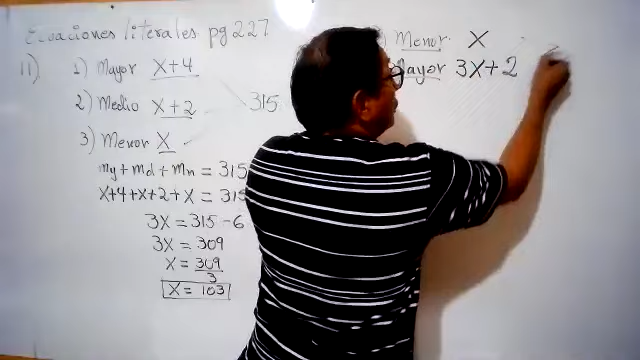 Ecuaciones literales pg 227
11) 1) Mayor X+4
2) Medio X+2 315
3) Menor X
my + md + mn = 315
X+4+X+2+X = 315
3X = 315 - 6
3X = 309
X = 309
3
X = 103
) Menor X
Mayor 3X+2